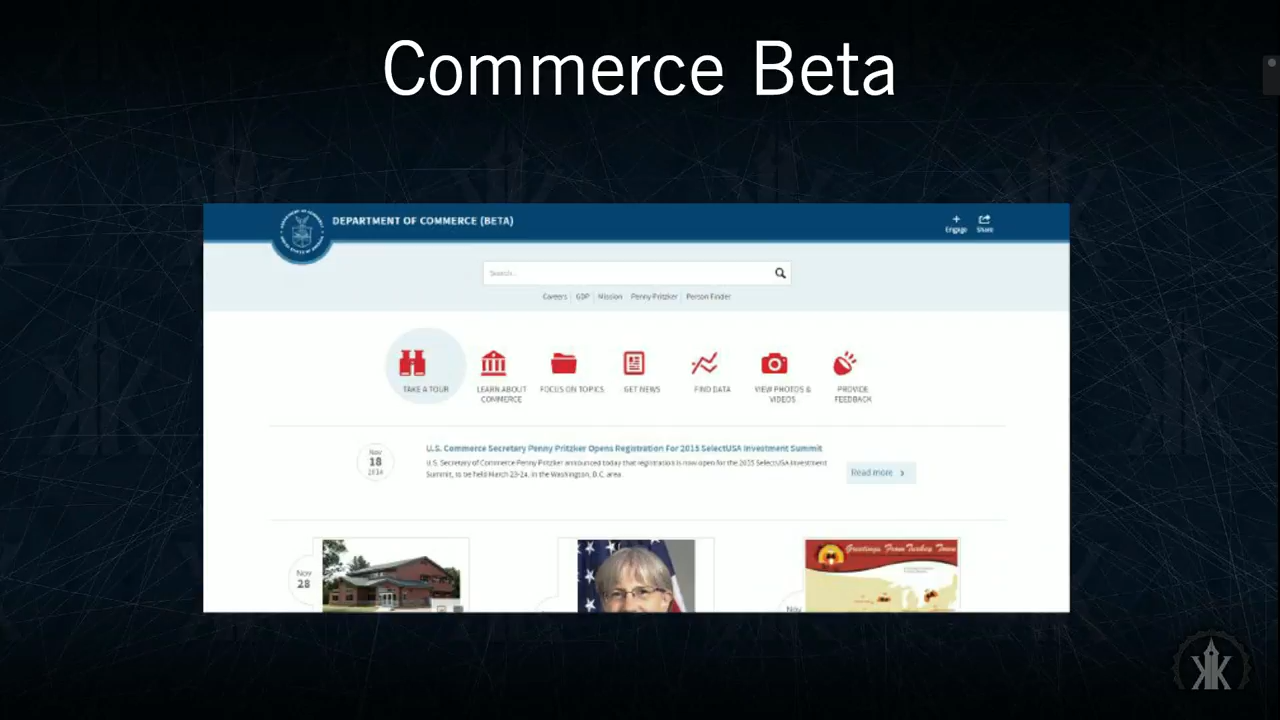 Commerce Beta
DEPARTMENT OF COMMERCE (BETA)
Engage Share
Search...
Careers | GDP | Mission | Penny Pritzker | Person Finder
TAKE A TOUR
LEARN ABOUT
COMMERCE
FOCUS ON TOPICS
GET NEWS
FIND DATA
VIEW PHOTOS &
VIDEOS
PROVIDE
FEEDBACK
Nov
18
2014
U.S. Commerce Secretary Penny Pritzker Opens Registration For 2015 SelectUSA Investment Summit
U.S. Secretary of Commerce Penny Pritzker announced today that registration is now open for the 2015 SelectUSA Investment
Summit, to be held March 23-24, in the Washington, D.C. area.
Read more
Nov
28
Nov
Greetings From Turkey Town